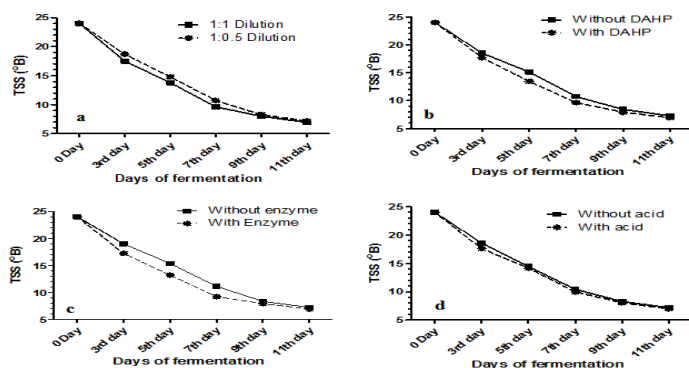 1:1 Dilution
1:0.5 Dilution
TSS (⁰B)
25
20
15
10
5
a
0 Day
3rd day
5th day
7th day
9th day
11th day
Days of fermentation
Without DAHP
With DAHP
TSS (⁰B)
25
20
15
10
5
b
0 Day
3rd day
5th day
7th day
9th day
11th day
Days of fermentation
Without enzyme
With Enzyme
TSS (⁰B)
25
20
15
10
5
c
0 Day
3rd day
5th day
7th day
9th day
11th day
Days of fermentation
Without acid
With acid
TSS (⁰B)
25
20
15
10
5
d
0 Day
3rd day
5th day
7th day
9th day
11th day
Days of fermentation